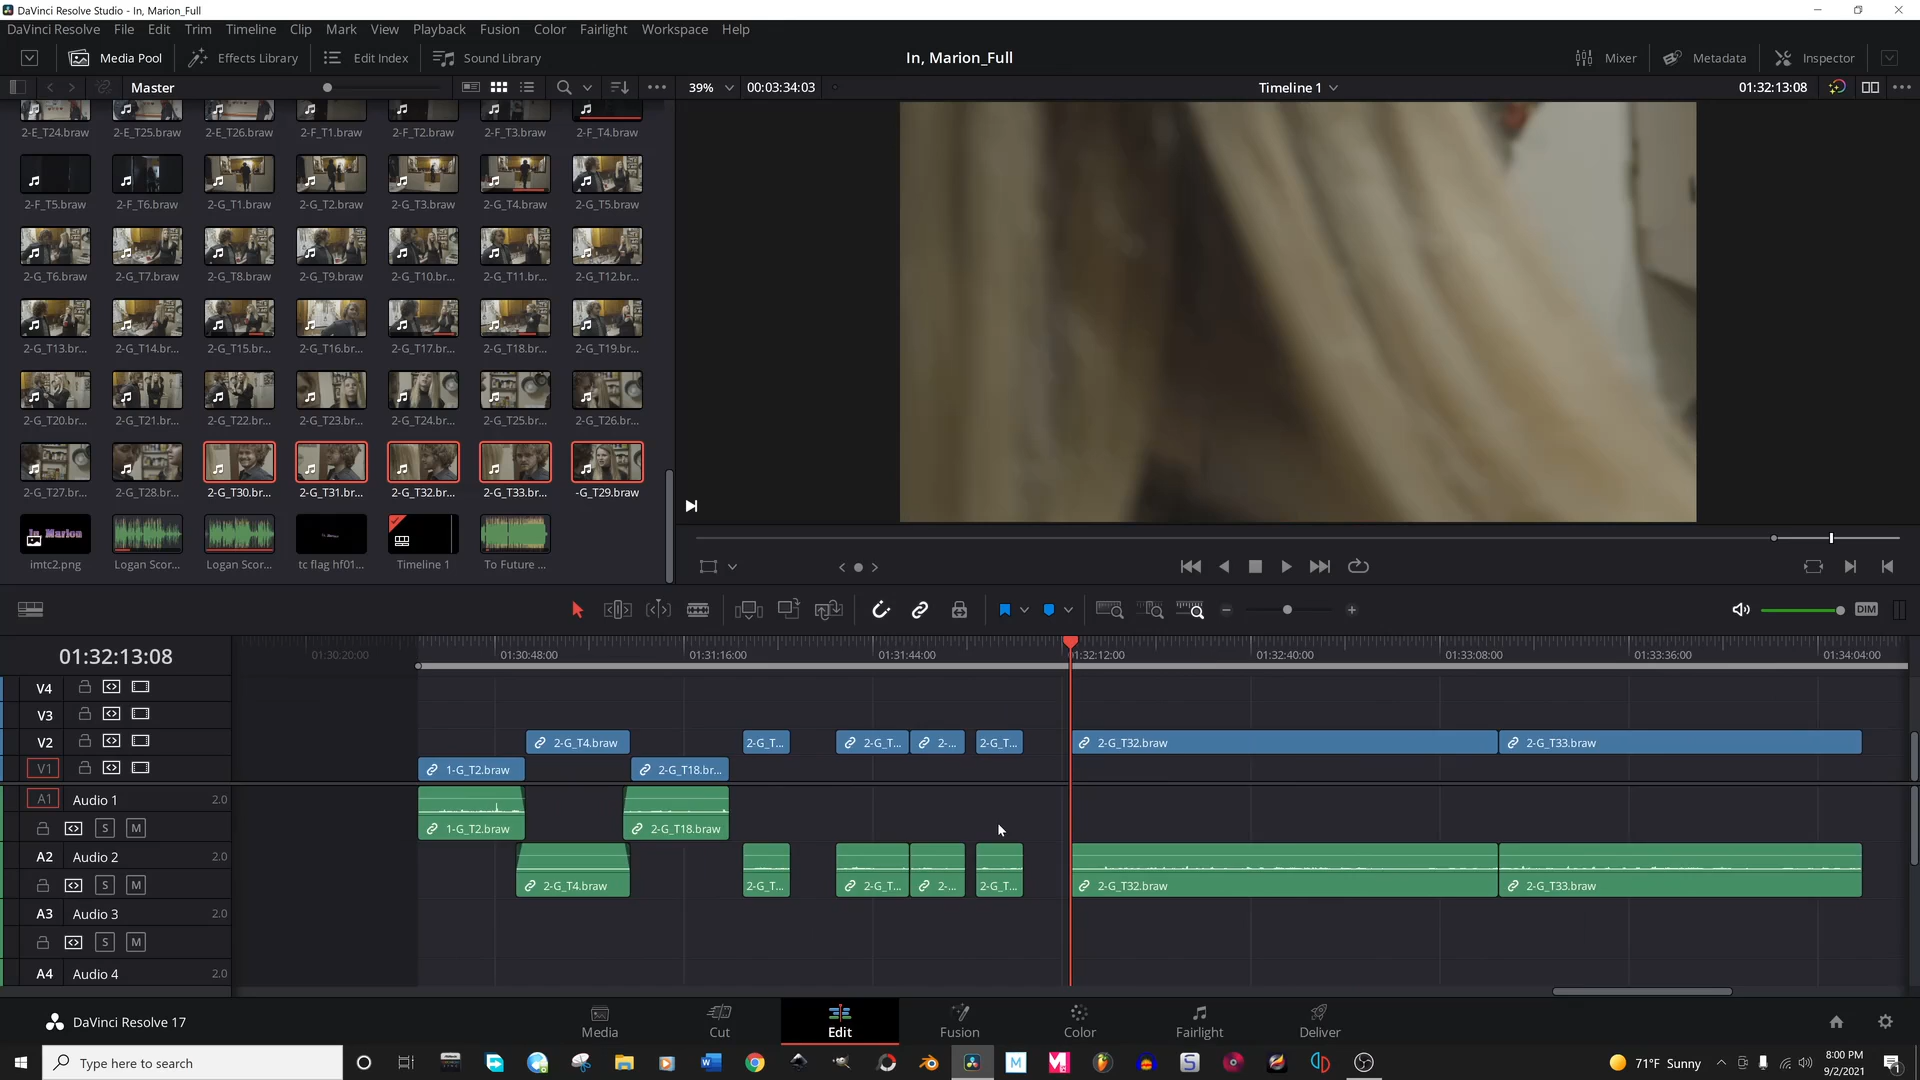 DaVinci Resolve Studio - In, Marion_Full
DaVinci Resolve File Edit Trim Timeline Clip Mark View Playback Fusion Color Fairlight Workspace Help
Media Pool Effects Library Edit Index Sound Library In, Marion_Full Mixer Metadata Inspector
Master 39% 00:03:34:03 Timeline 1 01:32:13:08
2-E_T24.braw 2-E_T25.braw 2-E_T26.braw 2-F_T1.braw 2-F_T2.braw 2-F_T3.braw 2-F_T4.braw
2-F_T5.braw 2-F_T6.braw 2-G_T1.braw 2-G_T2.braw 2-G_T3.braw 2-G_T4.braw 2-G_T5.braw
2-G_T6.braw 2-G_T7.braw 2-G_T8.braw 2-G_T9.braw 2-G_T10.br... 2-G_T11.br... 2-G_T12.br...
2-G_T13.br... 2-G_T14.br... 2-G_T15.br... 2-G_T16.br... 2-G_T17.br... 2-G_T18.br... 2-G_T19.br...
2-G_T20.br... 2-G_T21.br... 2-G_T22.br... 2-G_T23.br... 2-G_T24.br... 2-G_T25.br... 2-G_T26.br...
2-G_T27.br... 2-G_T28.br... 2-G_T30.br... 2-G_T31.br... 2-G_T32.br... 2-G_T33.br... -G_T29.braw
In Marion
imtc2.png Logan Scor... Logan Scor... tc flag hf01... Timeline 1 To Future ...
DIM
01:32:13:08 01:30:20:00 01:30:48:00 01:31:16:00 01:31:44:00 01:32:12:00 01:32:40:00 01:33:08:00 01:33:36:00 01:34:04:00
V4
V3
V2 2-G_T4.braw 2-G_T... 2-G_T... 2-... 2-G_T... 2-G_T32.braw 2-G_T33.braw
V1 1-G_T2.braw 2-G_T18.br...
A1 Audio 1 2.0
S M 1-G_T2.braw 2-G_T18.braw
A2 Audio 2 2.0
S M 2-G_T4.braw 2-G_T... 2-G_T... 2-... 2-G_T... 2-G_T32.braw 2-G_T33.braw
A3 Audio 3 2.0
S M
A4 Audio 4 2.0
DaVinci Resolve 17 Media Cut Edit Fusion Color Fairlight Deliver
Type here to search 71°F Sunny 8:00 PM
9/2/2021